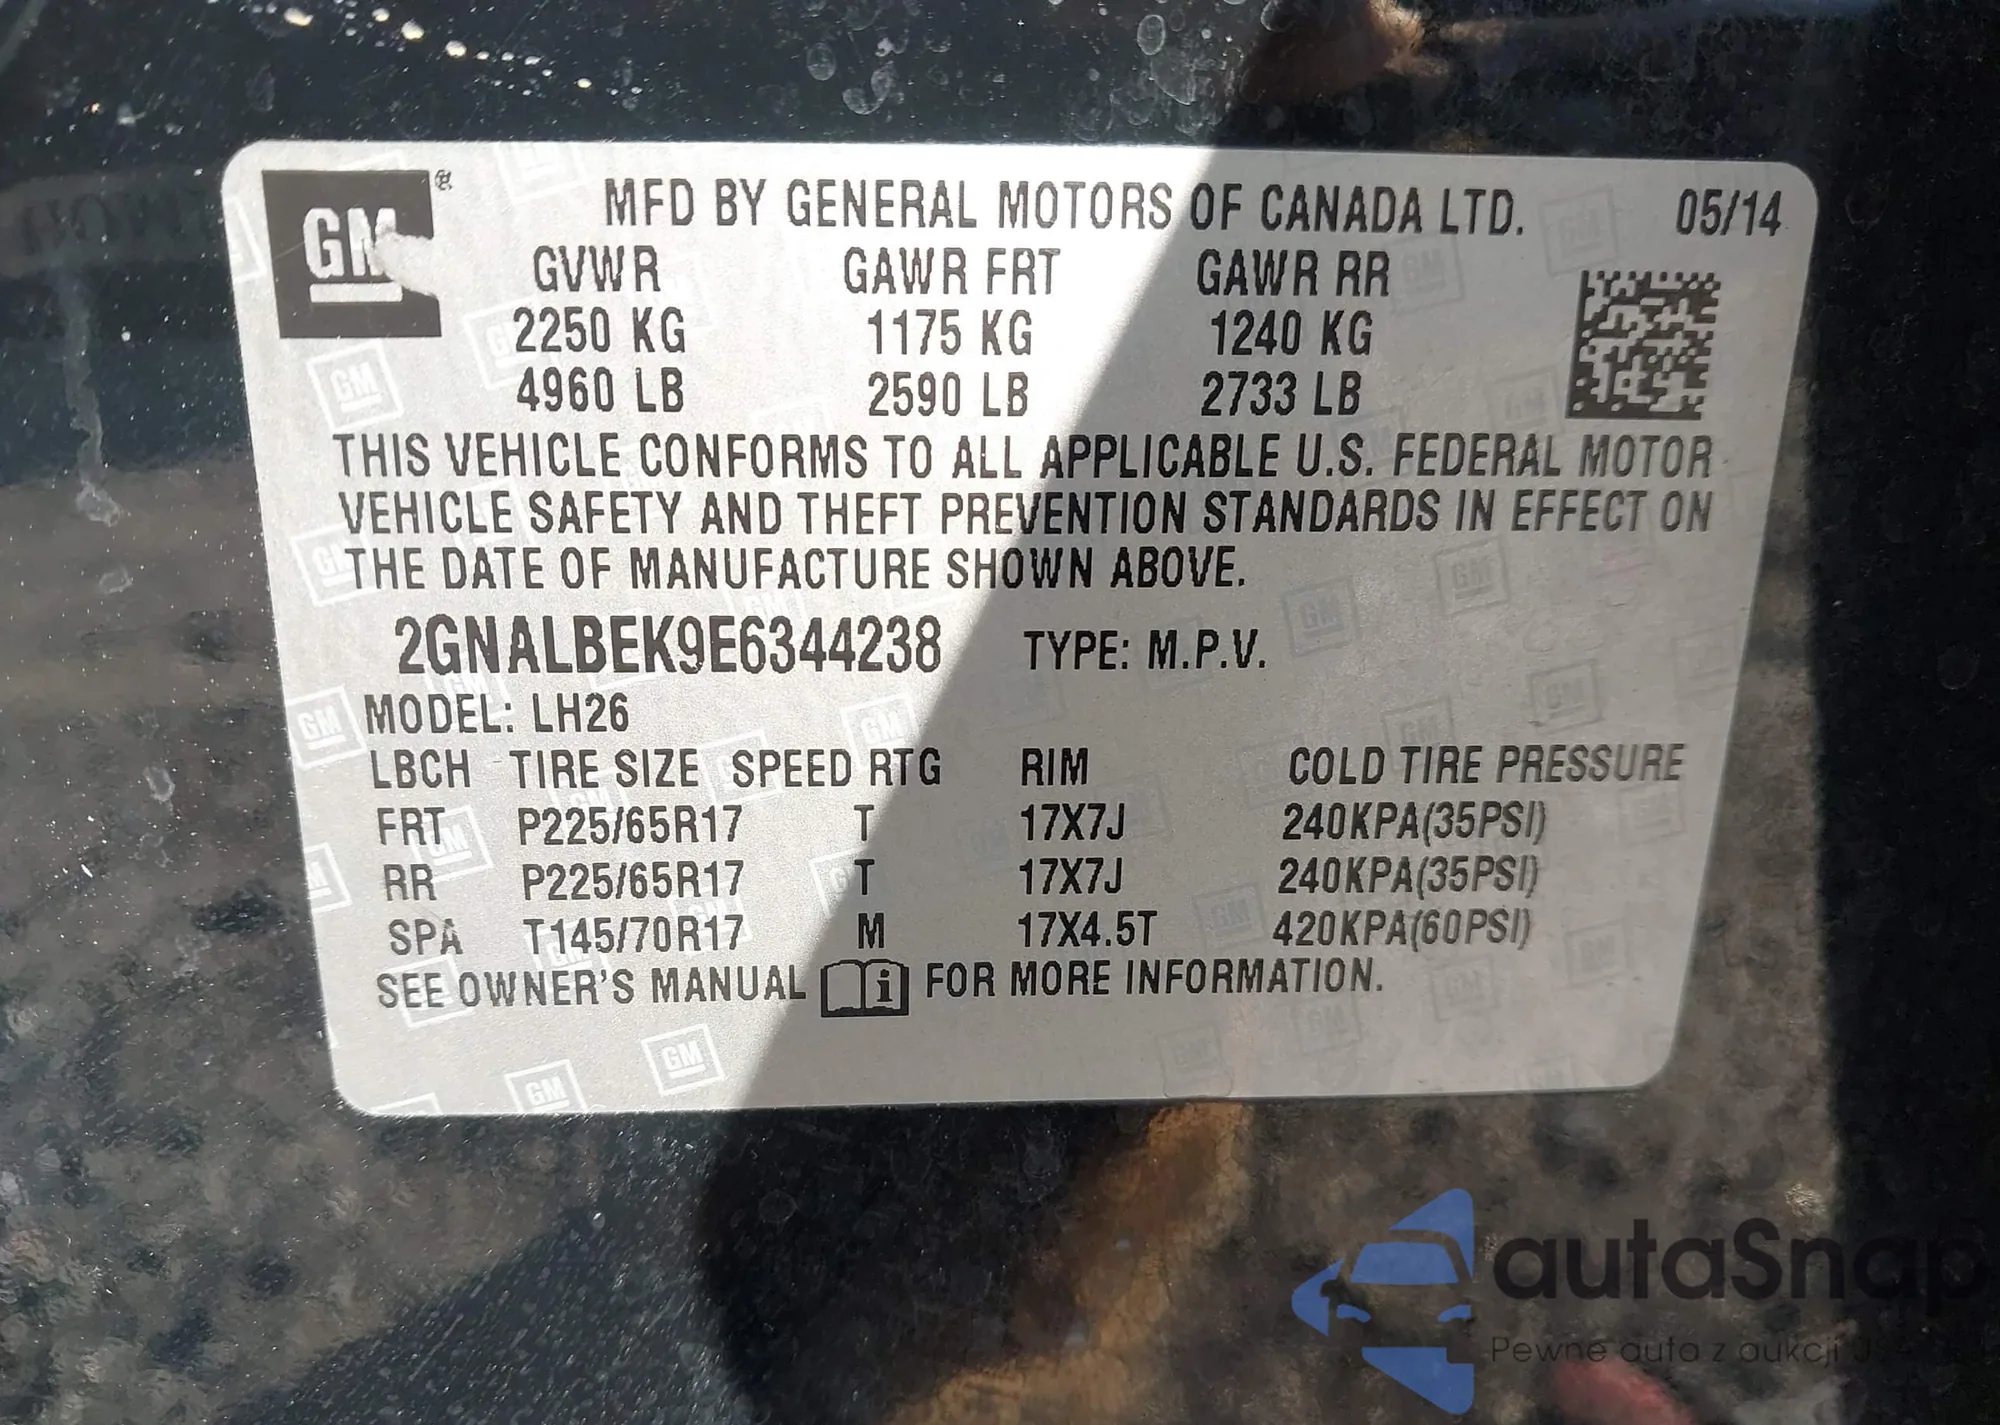 GM
MFD BY GENERAL MOTORS OF CANADA LTD. 05/14
GVWR GAWR FRT GAWR RR
2250 KG 1175 KG 1240 KG
4960 LB 2590 LB 2733 LB
THIS VEHICLE CONFORMS TO ALL APPLICABLE U.S. FEDERAL MOTOR
VEHICLE SAFETY AND THEFT PREVENTION STANDARDS IN EFFECT ON
THE DATE OF MANUFACTURE SHOWN ABOVE.
2GNALBEK9E6344238 TYPE: M.P.V.
MODEL: LH26
LBCH TIRE SIZE SPEED RTG RIM COLD TIRE PRESSURE
FRT P225/65R17 T 17X7J 240KPA(35PSI)
RR P225/65R17 T 17X7J 240KPA(35PSI)
SPA T145/70R17 M 17X4.5T 420KPA(60PSI)
SEE OWNER'S MANUAL FOR MORE INFORMATION.
autaSnap
Pewne auta z aukcji